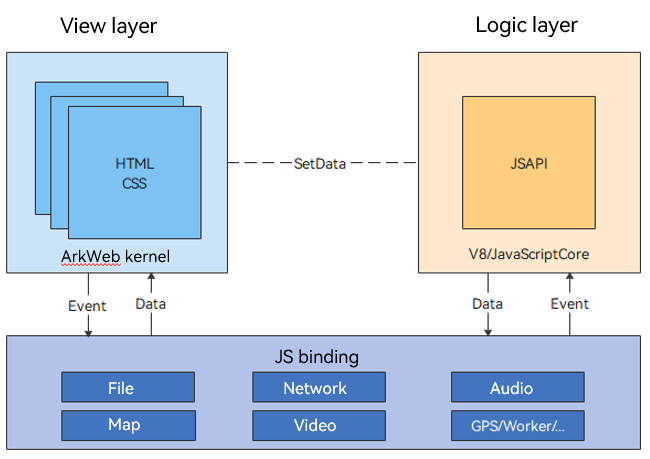 View layer
Logic layer
HTML
CSS
SetData
JSAPI
ArkWeb kernel
V8/JavaScriptCore
Event
Data
Data
Event
JS binding
File
Network
Audio
Map
Video
GPS/Worker/...